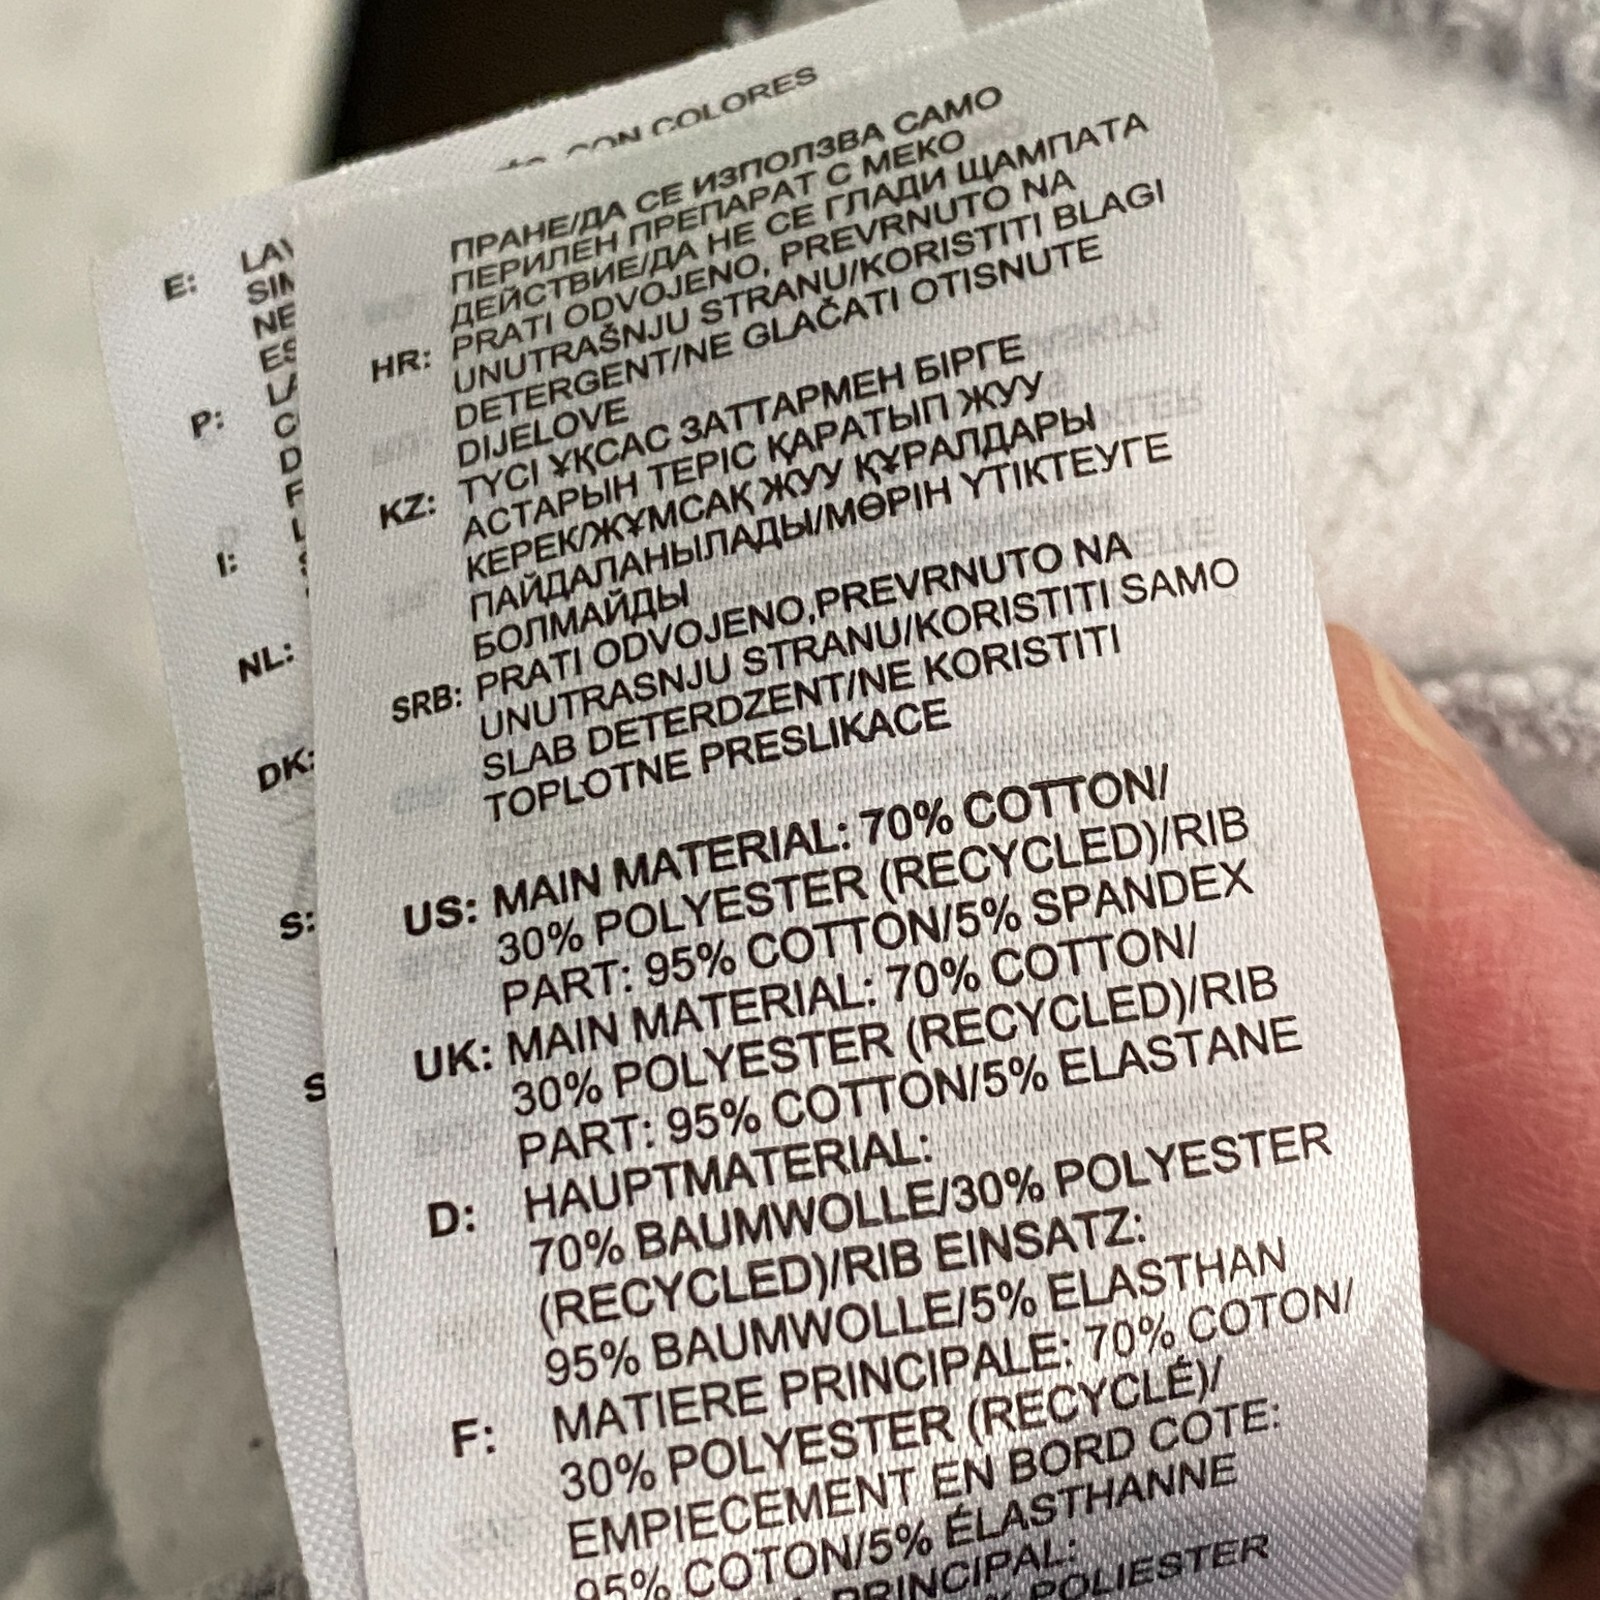 CON COLORES
E: LAV
SIN
NE
ES
P: LA
C
D
F
I: L
S
NL:
DK:
S:
S
ПРАНЕ/ДА СЕ ИЗПОЛЗВА САМО
ПЕРИЛЕН ПРЕПАРАТ С МЕКО
ДЕЙСТВИЕ/ДА НЕ СЕ ГЛАДИ ЩАМПАТА
HR: PRATI ODVOJENO, PREVRNUTO NA
UNUTRAŠNJU STRANU/KORISTITI BLAGI
DETERGENT/NE GLAČATI OTISNUTE
DIJELOVE
KZ: ТҮСІ ҰҚСАС ЗАТТАРМЕН БІРГЕ
АСТАРЫН ТЕРІС ҚАРАТЫП ЖУУ
КЕРЕК/ЖҰМСАҚ ЖУУ ҚҰРАЛДАРЫ
ПАЙДАЛАНЫЛАДЫ/МӨРІН ҮТІКТЕУГЕ
БОЛМАЙДЫ
SRB: PRATI ODVOJENO,PREVRNUTO NA
UNUTRASNJU STRANU/KORISTITI SAMO
SLAB DETERDZENT/NE KORISTITI
TOPLOTNE PRESLIKACE
US: MAIN MATERIAL: 70% COTTON/
30% POLYESTER (RECYCLED)/RIB
PART: 95% COTTON/5% SPANDEX
UK: MAIN MATERIAL: 70% COTTON/
30% POLYESTER (RECYCLED)/RIB
PART: 95% COTTON/5% ELASTANE
D: HAUPTMATERIAL:
70% BAUMWOLLE/30% POLYESTER
(RECYCLED)/RIB EINSATZ:
95% BAUMWOLLE/5% ELASTHAN
F: MATIERE PRINCIPALE: 70% COTON/
30% POLYESTER (RECYCLÉ)/
EMPIECEMENT EN BORD COTE:
95% COTON/5% ÉLASTHANNE
PRINCIPAL:
POLIESTER